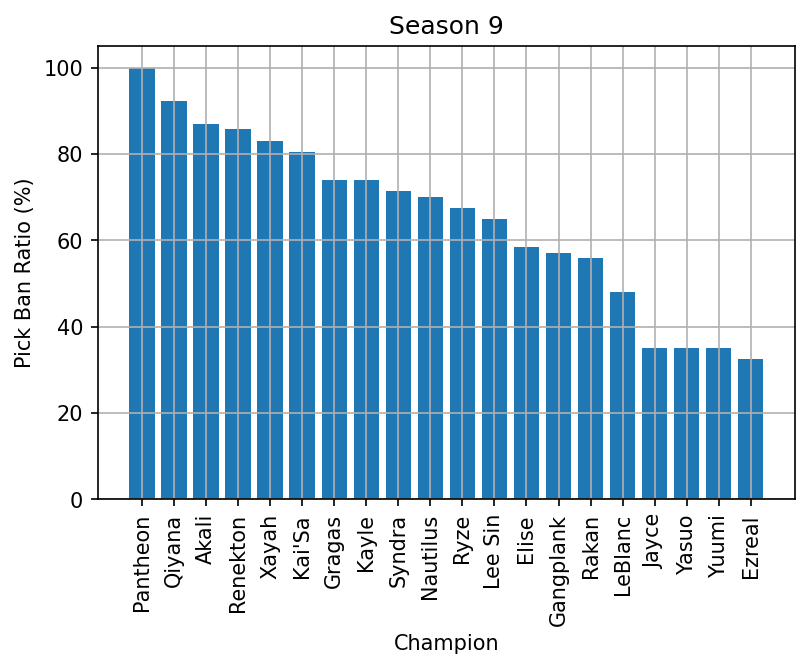 Season 9
Pick Ban Ratio (%)
100
80
60
40
20
0
Pantheon
Qiyana
Akali
Renekton
Xayah
Kai'Sa
Gragas
Kayle
Syndra
Nautilus
Ryze
Lee Sin
Elise
Gangplank
Rakan
LeBlanc
Jayce
Yasuo
Yuumi
Ezreal
Champion